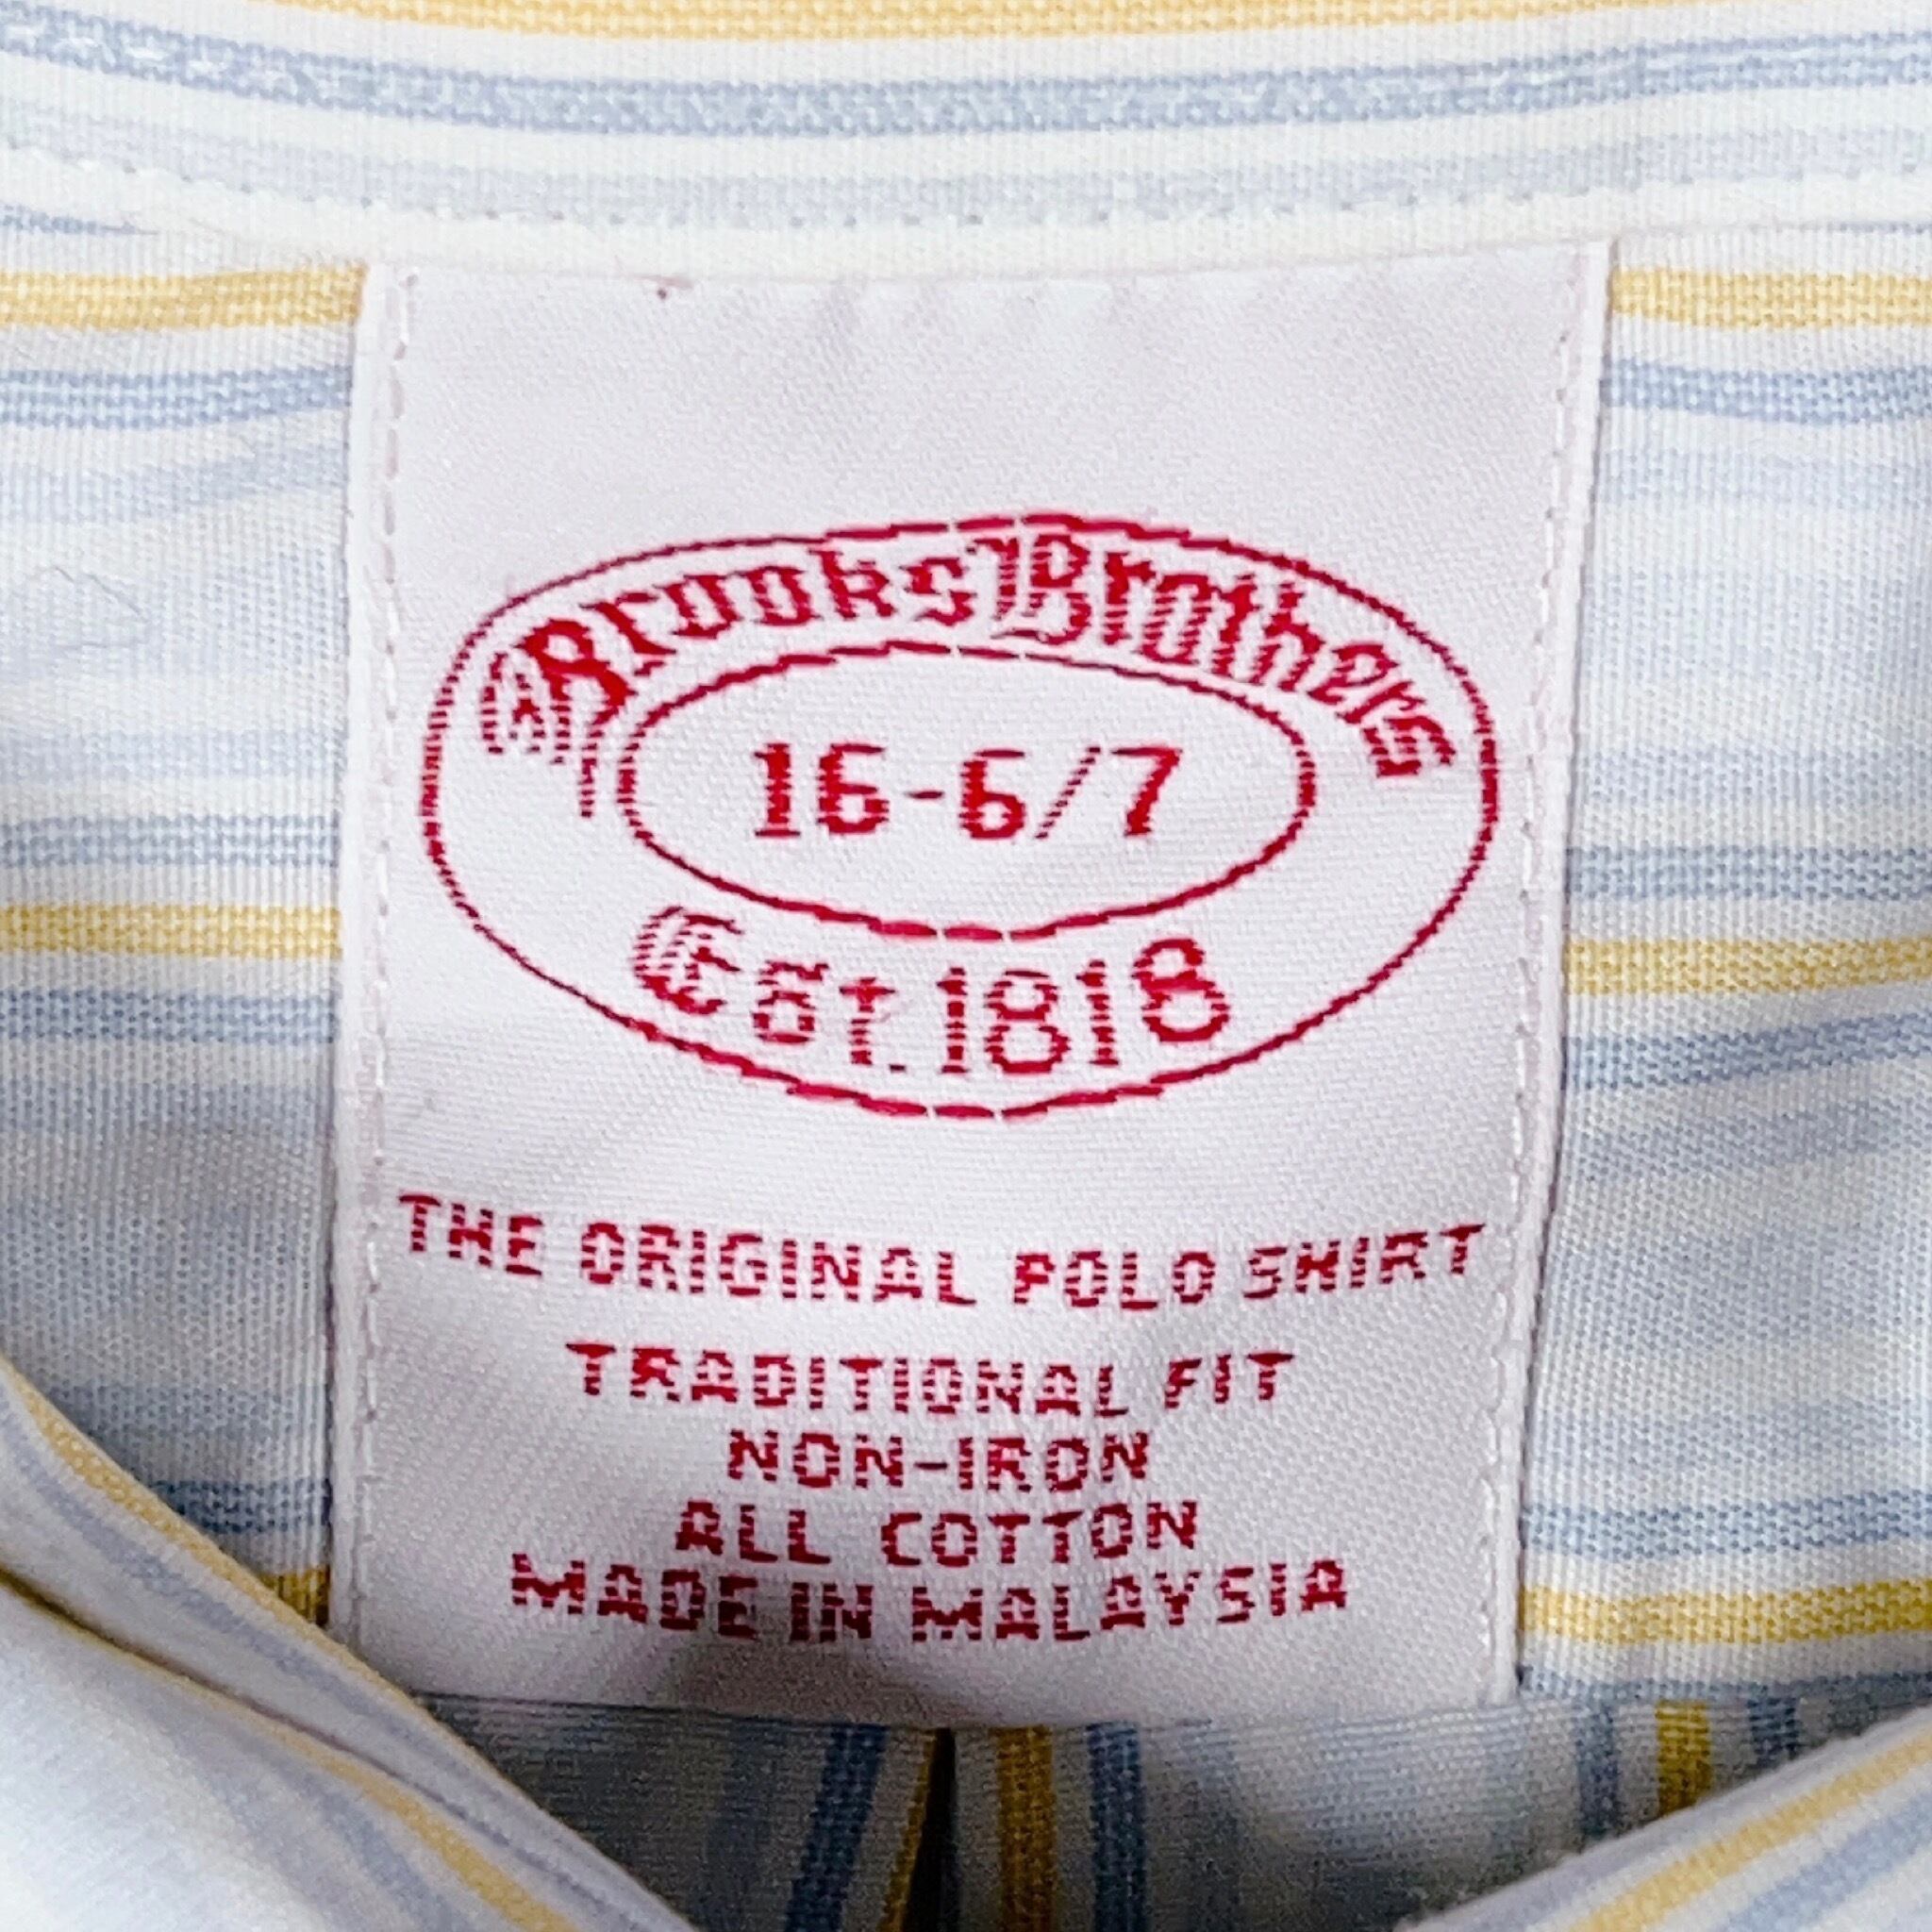 Brooks Brothers
16-6/7
Est. 1818
THE ORIGINAL POLO SHIRT
TRADITIONAL FIT
NON-IRON
ALL COTTON
MADE IN MALAYSIA